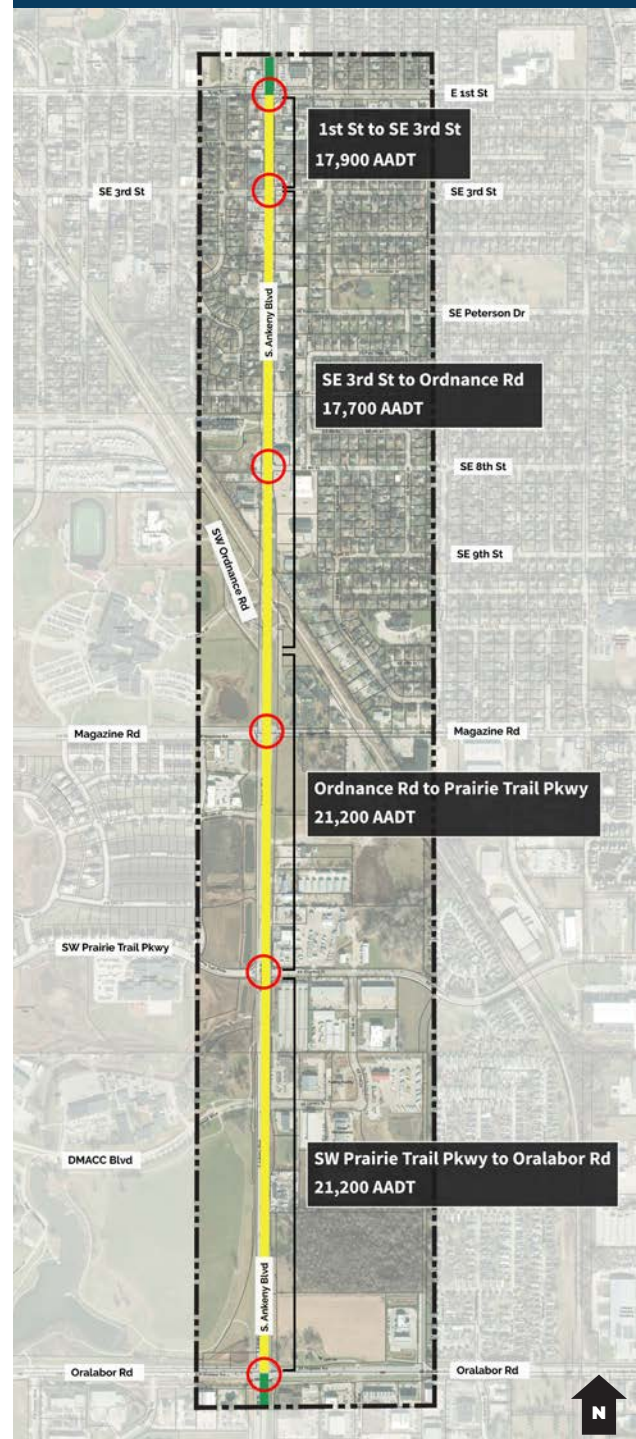 E 1st St
1st St to SE 3rd St
17,900 AADT
SE 3rd St
SE 3rd St
SE Peterson Dr
S. Ankeny Blvd
SE 3rd St to Ordnance Rd
17,700 AADT
SE 8th St
SW Ordnance Rd
SE 9th St
Magazine Rd
Magazine Rd
Ordnance Rd to Prairie Trail Pkwy
21,200 AADT
SW Prairie Trail Pkwy
DMACC Blvd
SW Prairie Trail Pkwy to Oralabor Rd
21,200 AADT
S. Ankeny Blvd
Oralabor Rd
Oralabor Rd
N